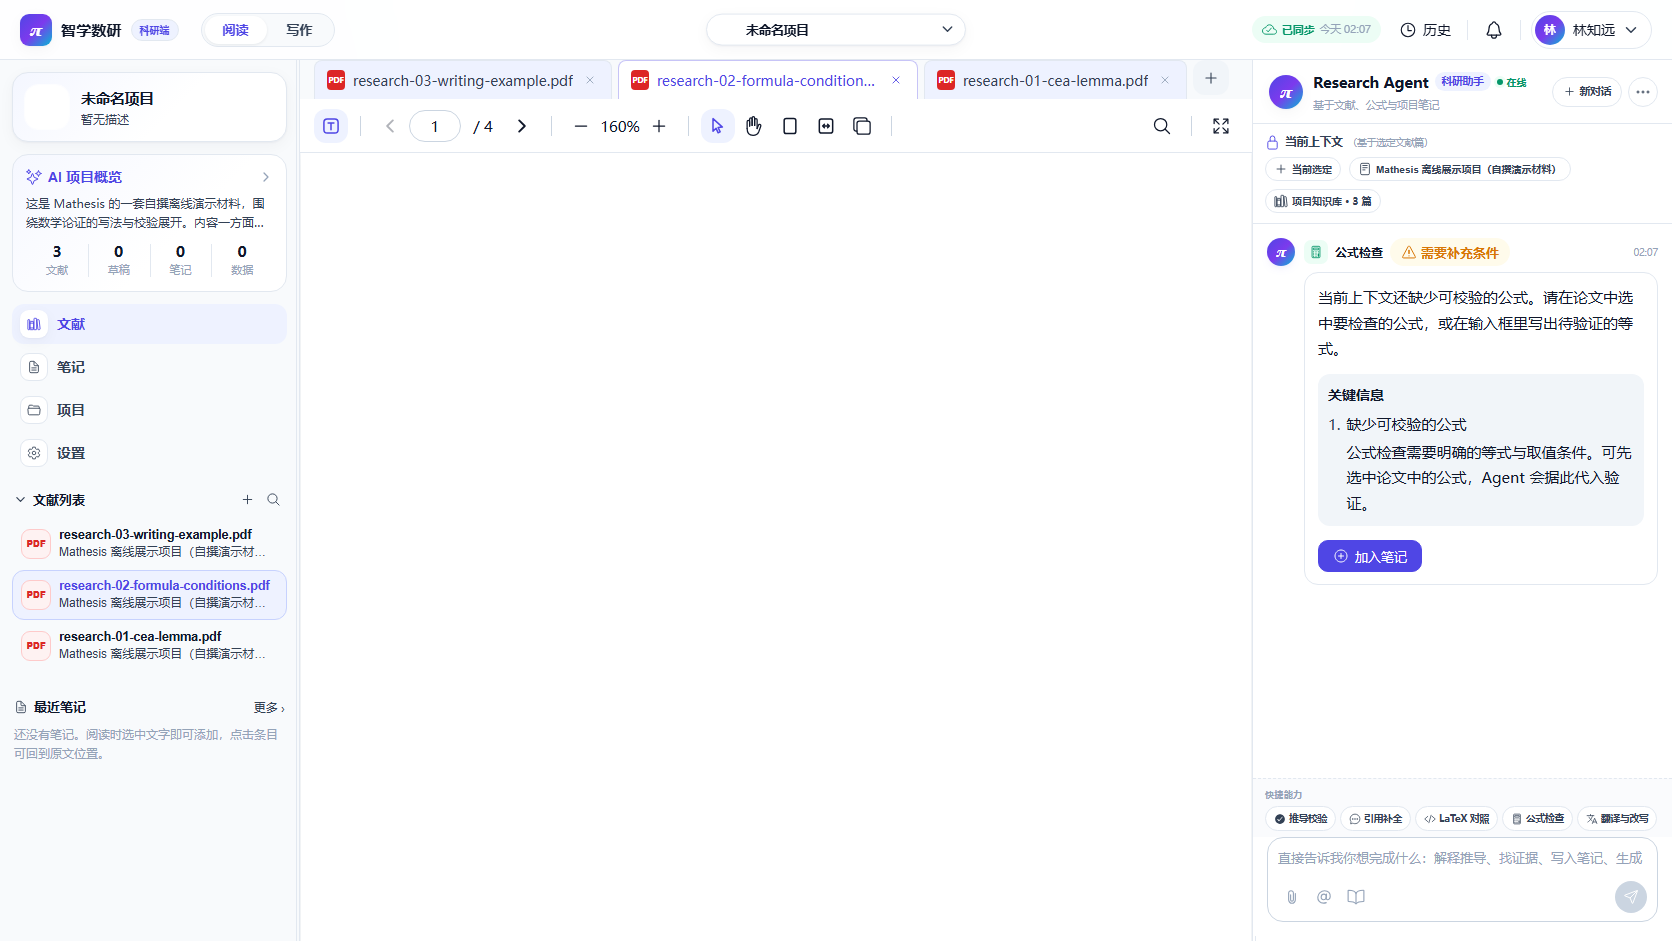 π 智学数研 科研端 阅读 写作 未命名项目 已同步 今天 02:07 历史 林 林知远
未命名项目
暂无描述
AI 项目概览
这是 Mathesis 的一套自撰离线演示材料，围
绕数学论证的写法与校验展开。内容一方面...
3 0 0 0
文献 草稿 笔记 数据
文献
笔记
项目
设置
文献列表
PDF research-03-writing-example.pdf
Mathesis 离线展示项目（自撰演示材...
PDF research-02-formula-conditions.pdf
Mathesis 离线展示项目（自撰演示材...
PDF research-01-cea-lemma.pdf
Mathesis 离线展示项目（自撰演示材...
最近笔记 更多 ›
还没有笔记。阅读时选中文字即可添加，点击条目
可回到原文位置。
PDF research-03-writing-example.pdf × PDF research-02-formula-condition... × PDF research-01-cea-lemma.pdf × +
T 1 / 4 160%
π Research Agent 科研助手 在线
基于文献、公式与项目笔记
+ 新对话 ...
当前上下文 （基于选定文献篇）
+ 当前选定 Mathesis 离线展示项目（自撰演示材料）
项目知识库 • 3 篇
π 公式检查 需要补充条件 02:07
当前上下文还缺少可校验的公式。请在论文中选
中要检查的公式，或在输入框里写出待验证的等
式。
关键信息
1. 缺少可校验的公式
公式检查需要明确的等式与取值条件。可先
选中论文中的公式，Agent 会据此代入验
证。
加入笔记
快捷能力
推导校验 引用补全 </> LaTeX 对照 公式检查 翻译与改写
直接告诉我你想完成什么：解释推导、找证据、写入笔记、生成
@